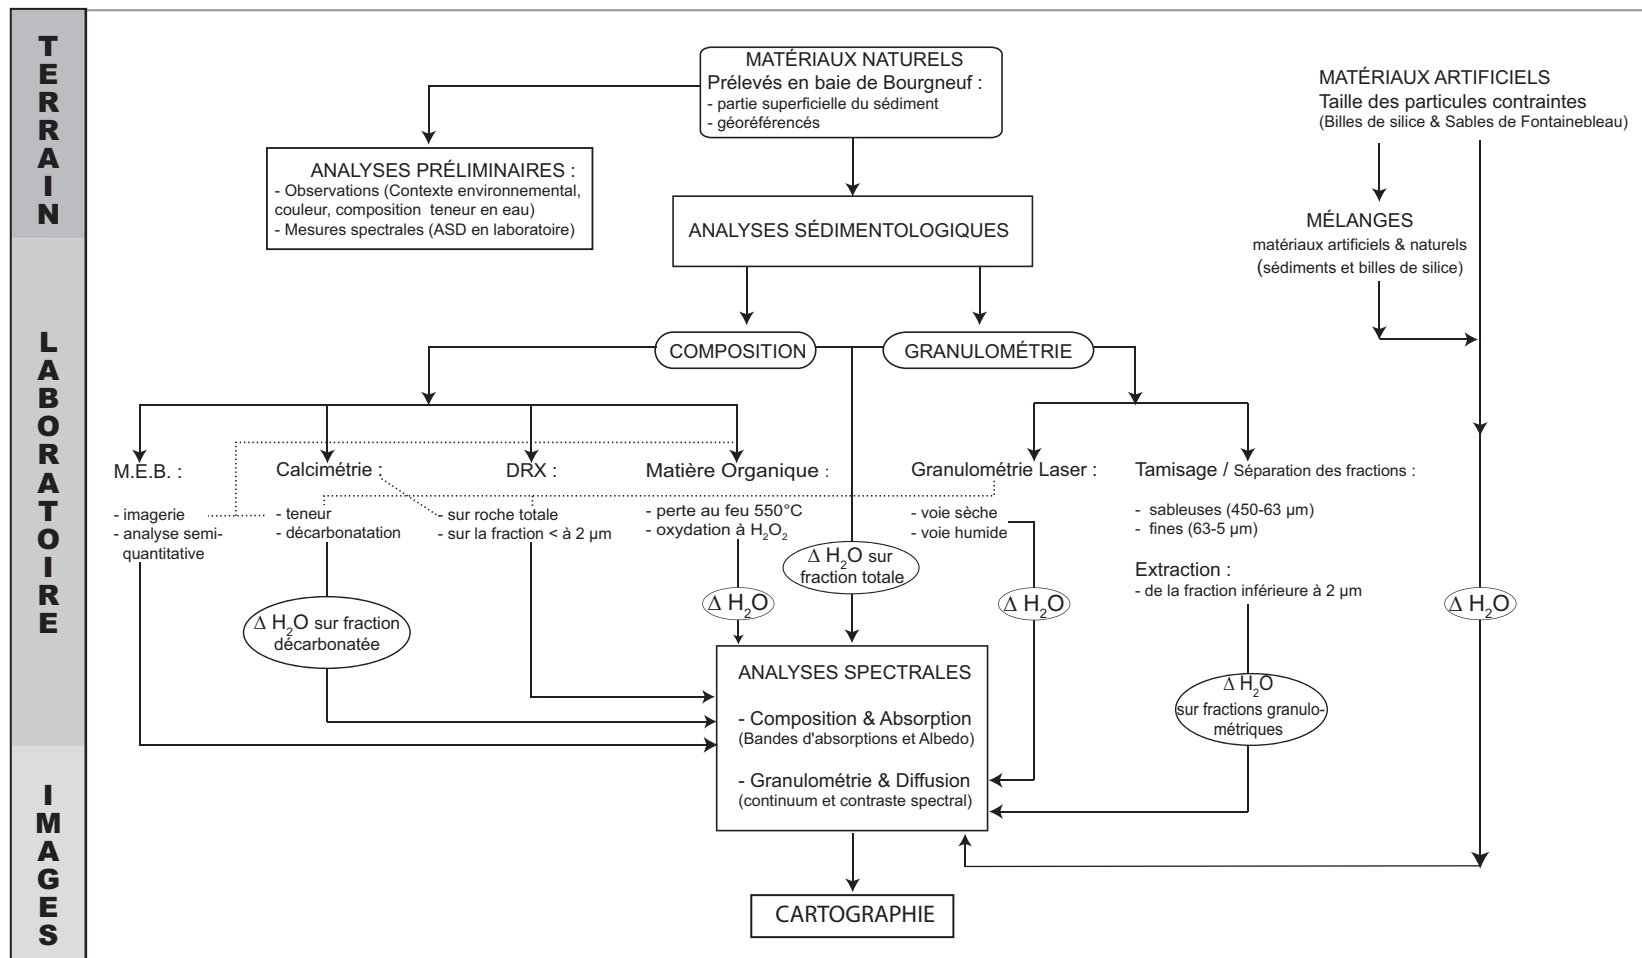 TERRAIN
LABORATOIRE
IMAGES
MATÉRIAUX NATURELS
Prélevés en baie de Bourgneuf :
- partie superficielle du sédiment
- géoréférencés
MATÉRIAUX ARTIFICIELS
Taille des particules contraintes
(Billes de silice & Sables de Fontainebleau)
ANALYSES PRÉLIMINAIRES :
- Observations (Contexte environnemental,
couleur, composition teneur en eau)
- Mesures spectrales (ASD en laboratoire)
ANALYSES SÉDIMENTOLOGIQUES
MÉLANGES
matériaux artificiels & naturels
(sédiments et billes de silice)
COMPOSITION
GRANULOMÉTRIE
M.E.B. :
- imagerie
- analyse semi-
quantitative
Calcimétrie :
- teneur
- décarbonatation
DRX :
- sur roche totale
- sur la fraction < à 2 µm
Matière Organique :
- perte au feu 550°C
- oxydation à H₂O₂
Granulométrie Laser :
- voie sèche
- voie humide
Tamisage / Séparation des fractions :
- sableuses (450-63 µm)
- fines (63-5 µm)
Extraction :
- de la fraction inférieure à 2 µm
Δ H₂O sur
fraction totale
Δ H₂O
Δ H₂O
Δ H₂O
Δ H₂O sur fraction
décarbonatée
Δ H₂O
sur fractions granulo-
métriques
ANALYSES SPECTRALES
- Composition & Absorption
(Bandes d'absorptions et Albedo)
- Granulométrie & Diffusion
(continuum et contraste spectral)
CARTOGRAPHIE